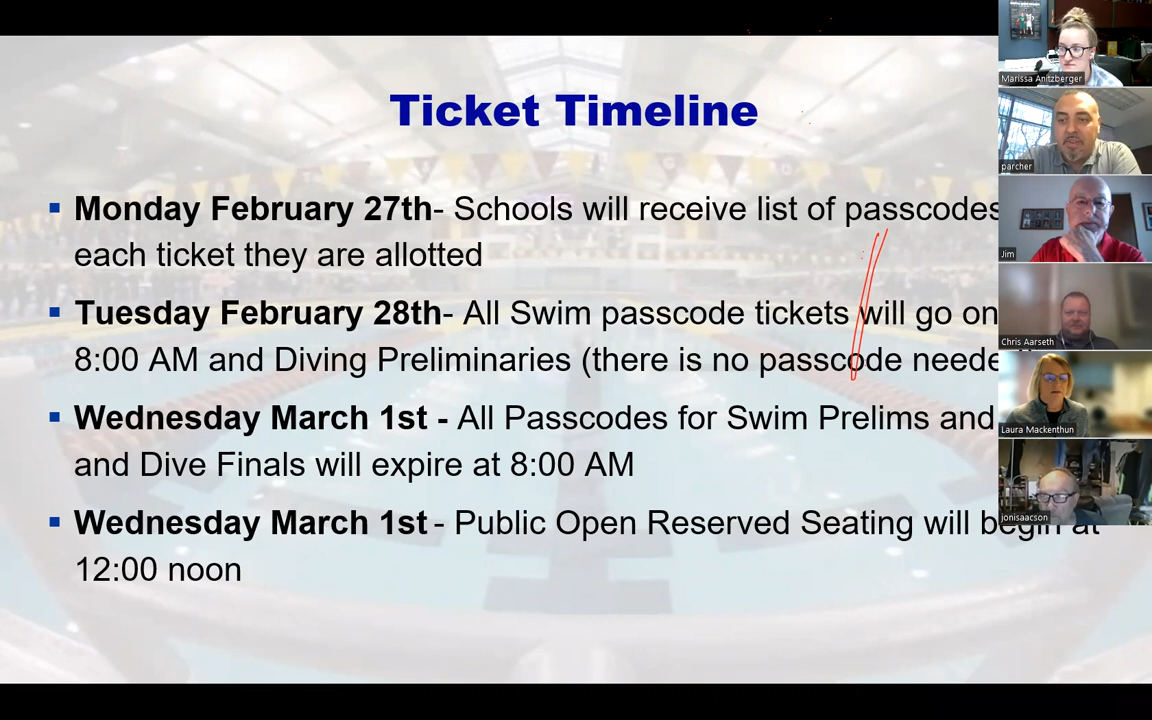 Ticket Timeline
Monday February 27th- Schools will receive list of passcodes
each ticket they are allotted
Tuesday February 28th- All Swim passcode tickets will go on
8:00 AM and Diving Preliminaries (there is no passcode neede
Wednesday March 1st - All Passcodes for Swim Prelims and
and Dive Finals will expire at 8:00 AM
Wednesday March 1st - Public Open Reserved Seating will begin at
12:00 noon
Marissa Anitzberger
parcher
Jim
Chris Aarseth
Laura Mackenthun
jonisaacson